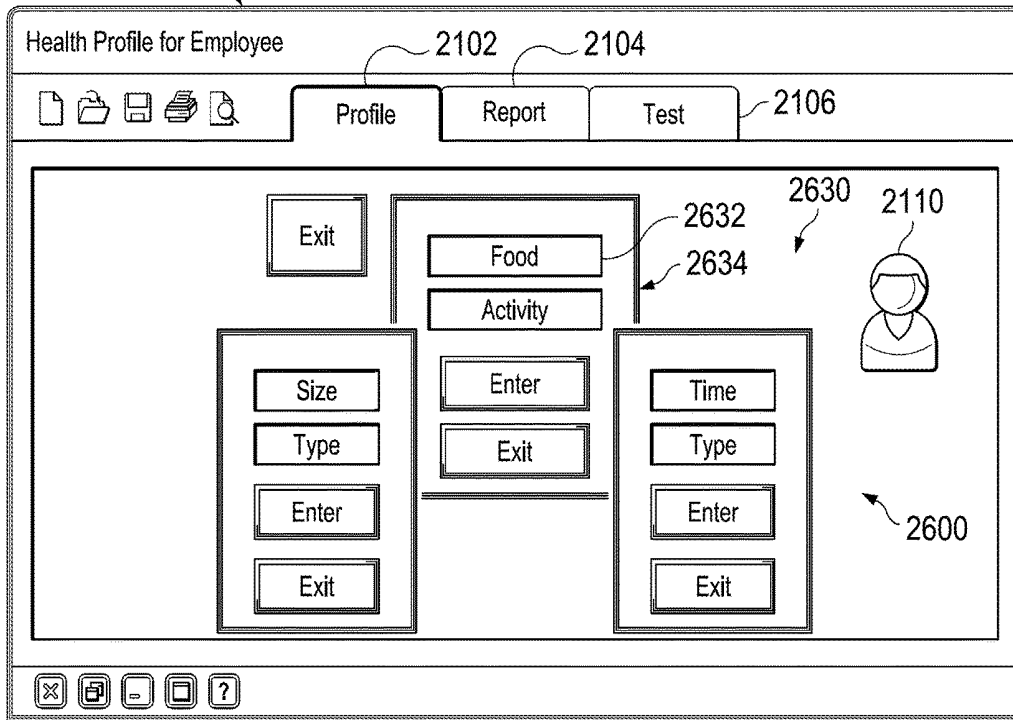 Health Profile for Employee
2102
2104
Profile
Report
Test
2106
Exit
Food
Activity
Enter
Exit
2632
2634
2630
2110
Size
Type
Enter
Exit
Time
Type
Enter
Exit
2600
?